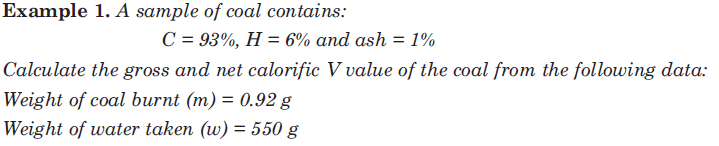 Example 1. A sample of coal contains:
C = 93%, H = 6% and ash = 1%
Calculate the gross and net calorific V value of the coal from the following data:
Weight of coal burnt (m) = 0.92 g
Weight of water taken (w) = 550 g